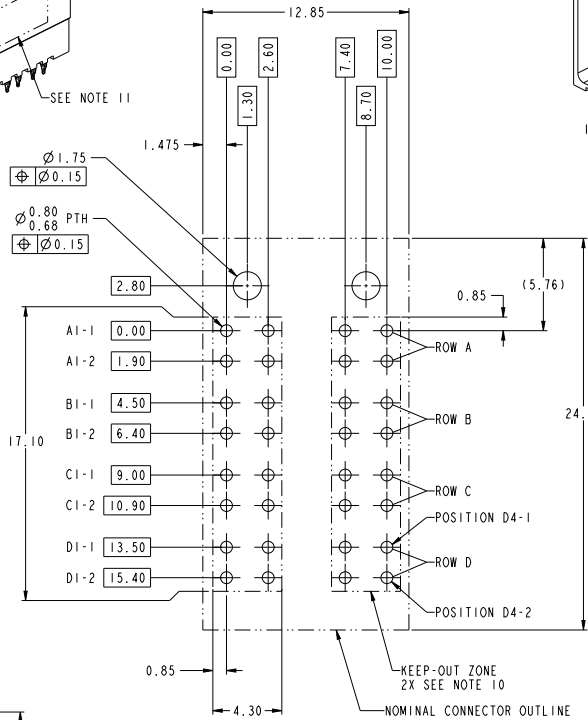 12.85
0.00
2.60
7.40
10.00
1.30
8.70
SEE NOTE 11
1.475
Ø1.75
⌖ Ø0.15
Ø 0.80
0.68 PTH
⌖ Ø0.15
2.80
(5.76)
0.85
A1-1 0.00
ROW A
A1-2 1.90
B1-1 4.50
ROW B
B1-2 6.40
17.10
24.
C1-1 9.00
ROW C
C1-2 10.90
POSITION D4-1
D1-1 13.50
ROW D
D1-2 15.40
POSITION D4-2
0.85
KEEP-OUT ZONE
2X SEE NOTE 10
4.30
NOMINAL CONNECTOR OUTLINE